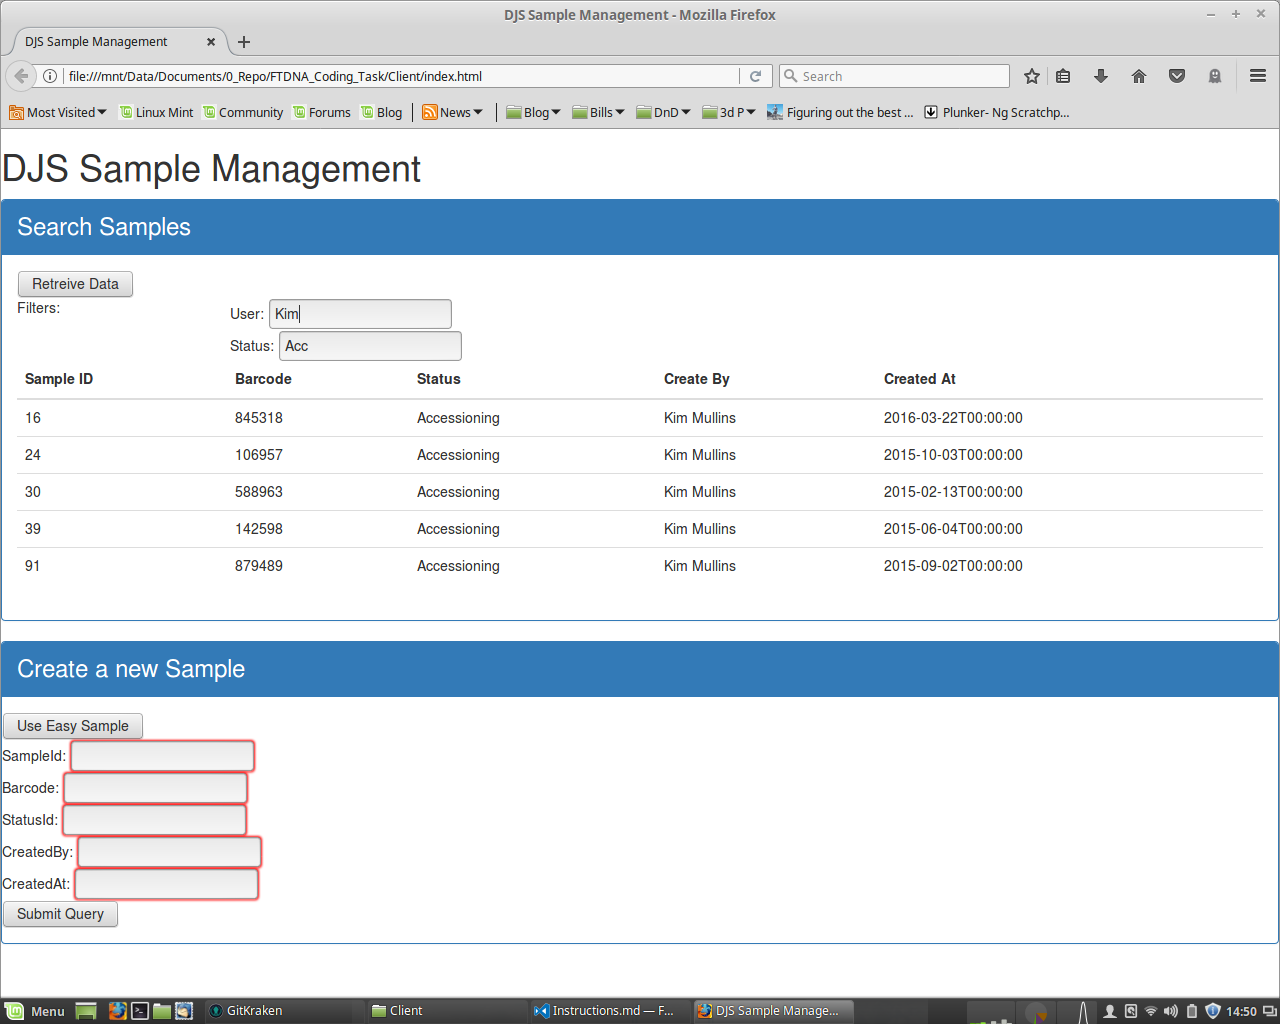 DJS Sample Management - Mozilla Firefox
DJS Sample Management
file:///mnt/Data/Documents/0_Repo/FTDNA_Coding_Task/Client/index.html
Search
Most Visited Linux Mint Community Forums Blog News Blog Bills DnD 3d P Figuring out the best ... Plunker- Ng Scratchp...
DJS Sample Management
Search Samples
Retreive Data
Filters:
User: Kim
Status: Acc
Sample ID Barcode Status Create By Created At
16 845318 Accessioning Kim Mullins 2016-03-22T00:00:00
24 106957 Accessioning Kim Mullins 2015-10-03T00:00:00
30 588963 Accessioning Kim Mullins 2015-02-13T00:00:00
39 142598 Accessioning Kim Mullins 2015-06-04T00:00:00
91 879489 Accessioning Kim Mullins 2015-09-02T00:00:00
Create a new Sample
Use Easy Sample
SampleId:
Barcode:
StatusId:
CreatedBy:
CreatedAt:
Submit Query
Menu GitKraken Client Instructions.md — F... DJS Sample Manage... 14:50